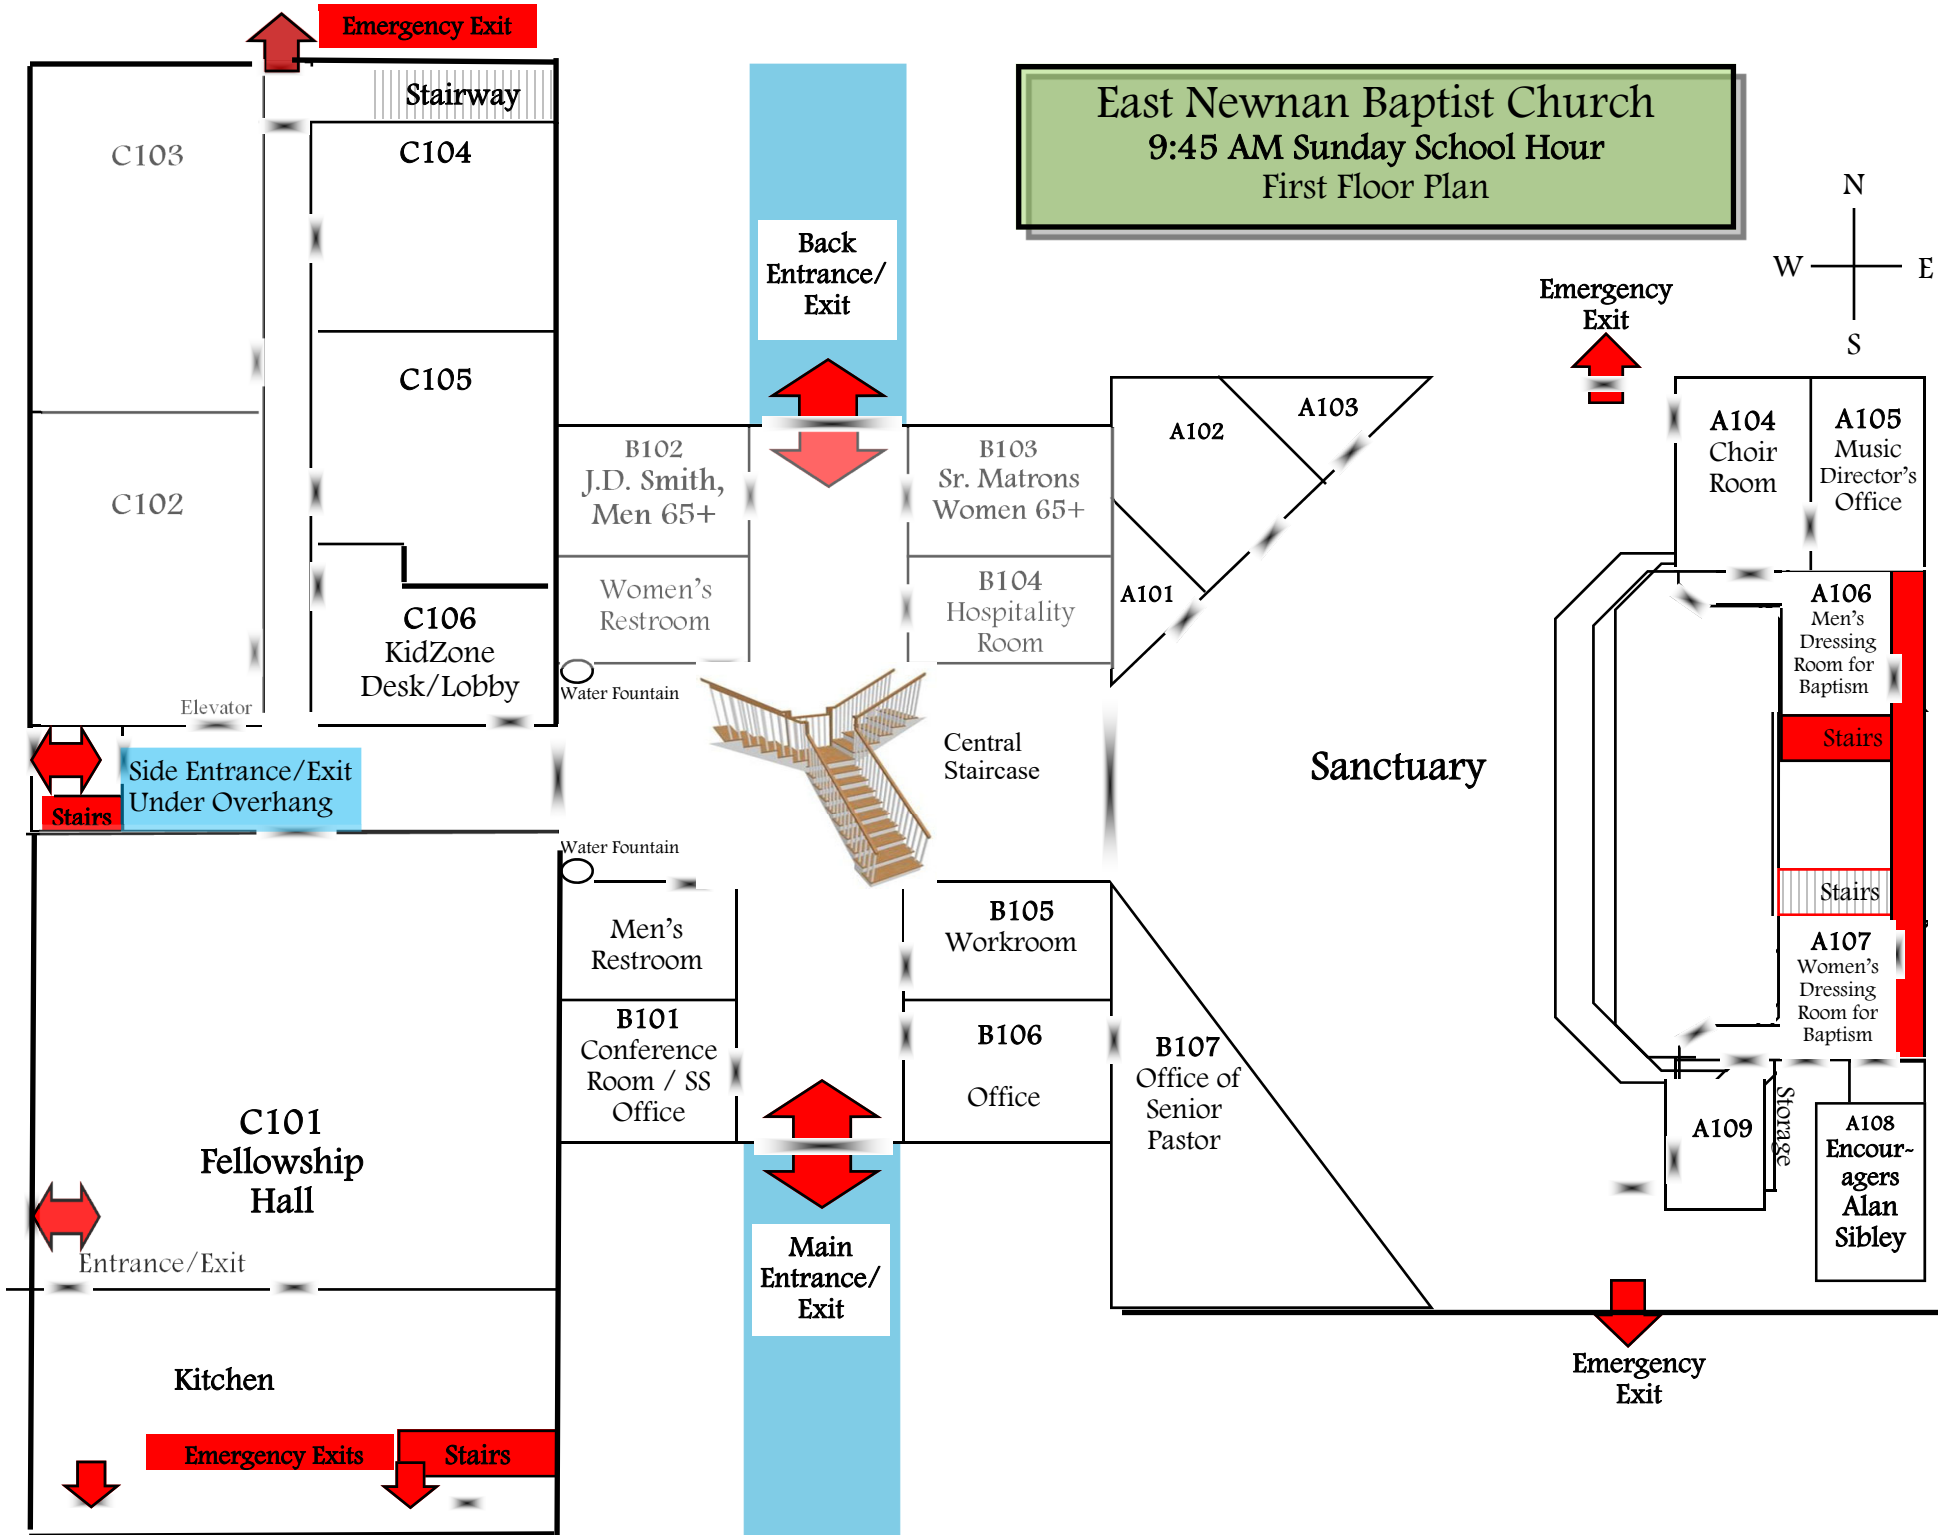 Emergency Exit
Stairway
C103
C104
East Newnan Baptist Church
9:45 AM Sunday School Hour
First Floor Plan
N
W
E
S
Back
Entrance/
Exit
Emergency
Exit
C105
C102
B102
J.D. Smith,
Men 65+
B103
Sr. Matrons
Women 65+
A102
A103
A104
Choir
Room
A105
Music
Director's
Office
Women's
Restroom
B104
Hospitality
Room
A101
C106
KidZone
Desk/Lobby
A106
Men's
Dressing
Room for
Baptism
Elevator
Water Fountain
Central
Staircase
Sanctuary
Stairs
Side Entrance/Exit
Under Overhang
Stairs
Water Fountain
Stairs
Men's
Restroom
B105
Workroom
A107
Women's
Dressing
Room for
Baptism
B101
Conference
Room / SS
Office
B106
Office
B107
Office of
Senior
Pastor
C101
Fellowship
Hall
A109
Storage
A108
Encour-
agers
Alan
Sibley
Entrance/Exit
Main
Entrance/
Exit
Kitchen
Emergency
Exit
Emergency Exits
Stairs